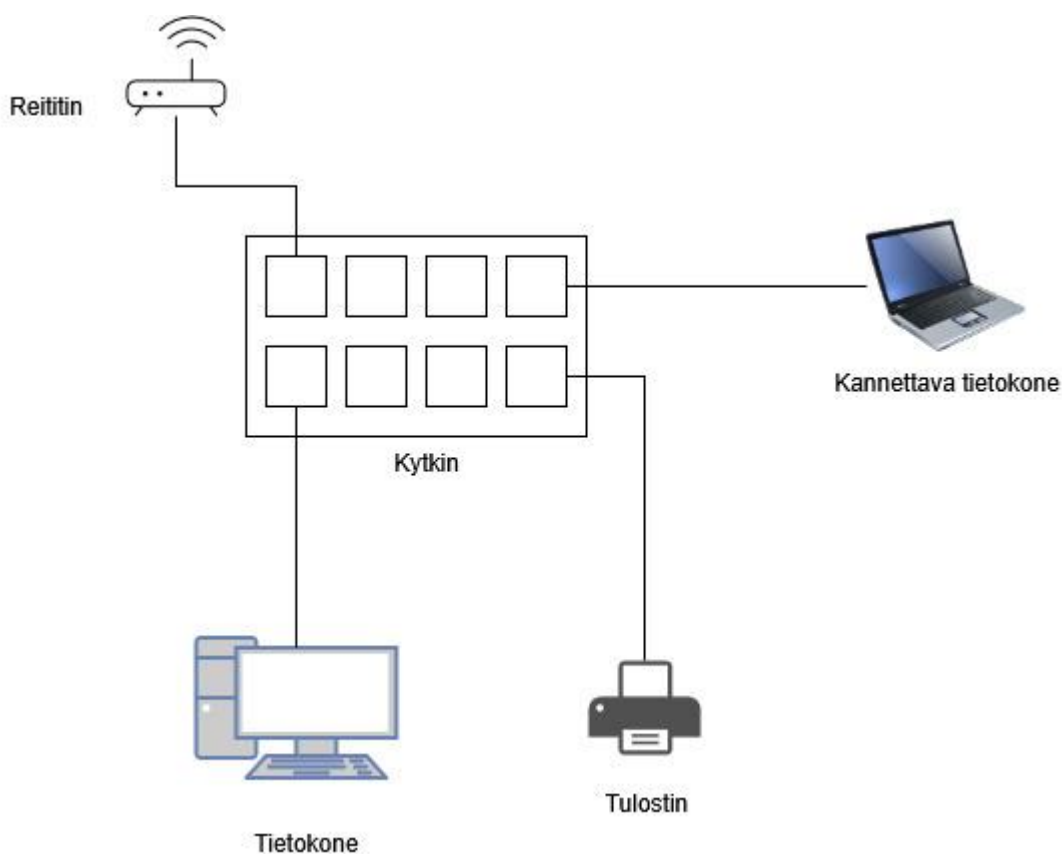 Reititin
Kannettava tietokone
Kytkin
Tulostin
Tietokone